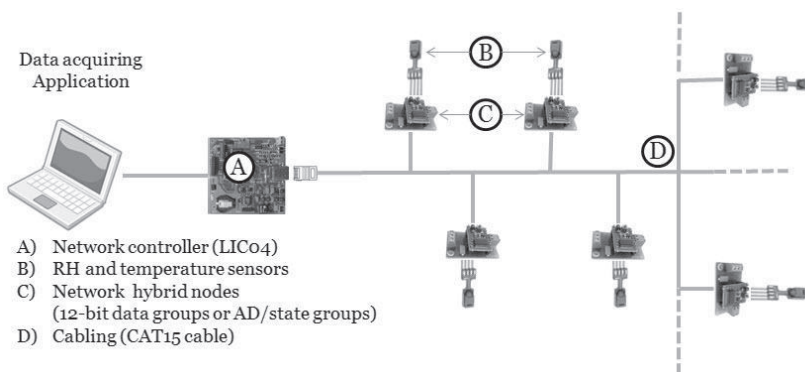 Data acquiring
Application
B
C
D
A
A) Network controller (LIC04)
B) RH and temperature sensors
C) Network hybrid nodes
(12-bit data groups or AD/state groups)
D) Cabling (CAT15 cable)